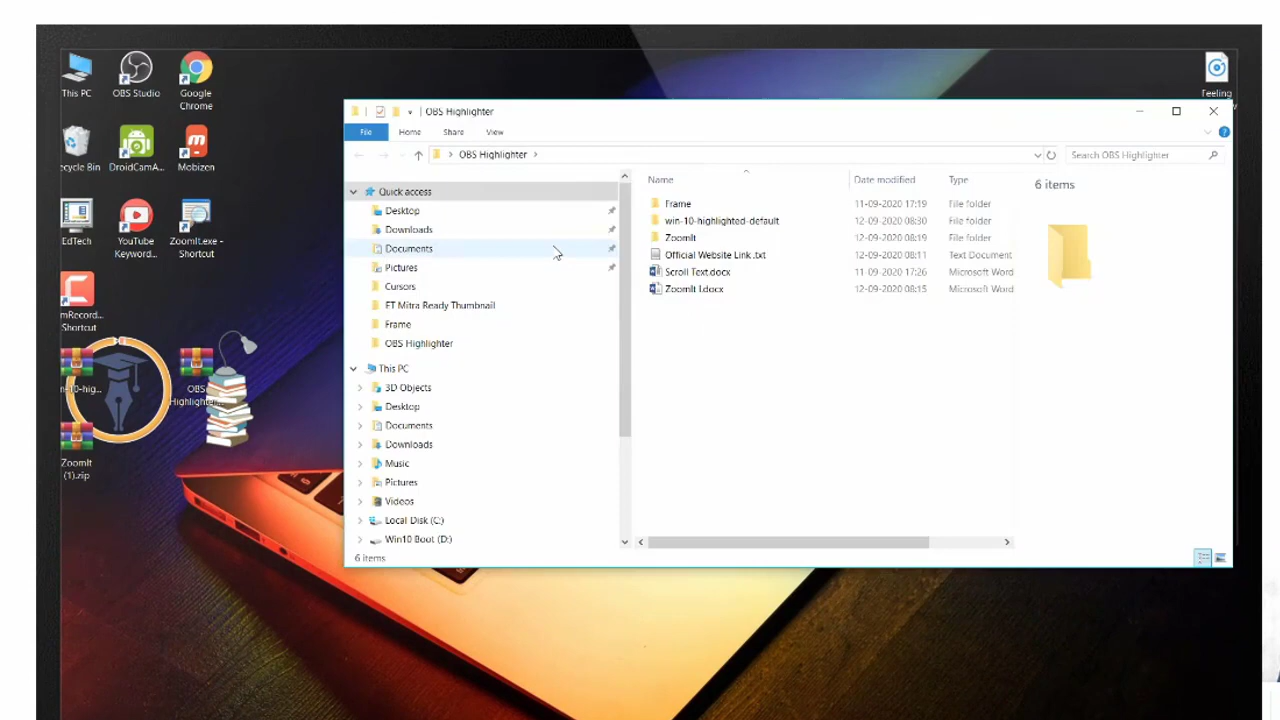 This PC
OBS Studio
Google
Chrome
Feeling
ecycle Bin
DroidCamA...
Mobizen
EdTech
YouTube
Keyword...
ZoomIt.exe -
Shortcut
mRecord...
Shortcut
n-10-hig...
OBS
Highlighter
ZoomIt
(1).zip
OBS Highlighter
File
Home
Share
View
OBS Highlighter
Search OBS Highlighter
Quick access
Desktop
Downloads
Documents
Pictures
Cursors
FT Mitra Ready Thumbnail
Frame
OBS Highlighter
This PC
3D Objects
Desktop
Documents
Downloads
Music
Pictures
Videos
Local Disk (C:)
Win10 Boot (D:)
Name Date modified Type
Frame 11-09-2020 17:19 File folder
win-10-highlighted-default 12-09-2020 08:30 File folder
ZoomIt 12-09-2020 08:19 File folder
Official Website Link .txt 12-09-2020 08:11 Text Document
Scroll Text.docx 11-09-2020 17:26 Microsoft Word
ZoomIt I.docx 12-09-2020 08:15 Microsoft Word
6 items
6 items